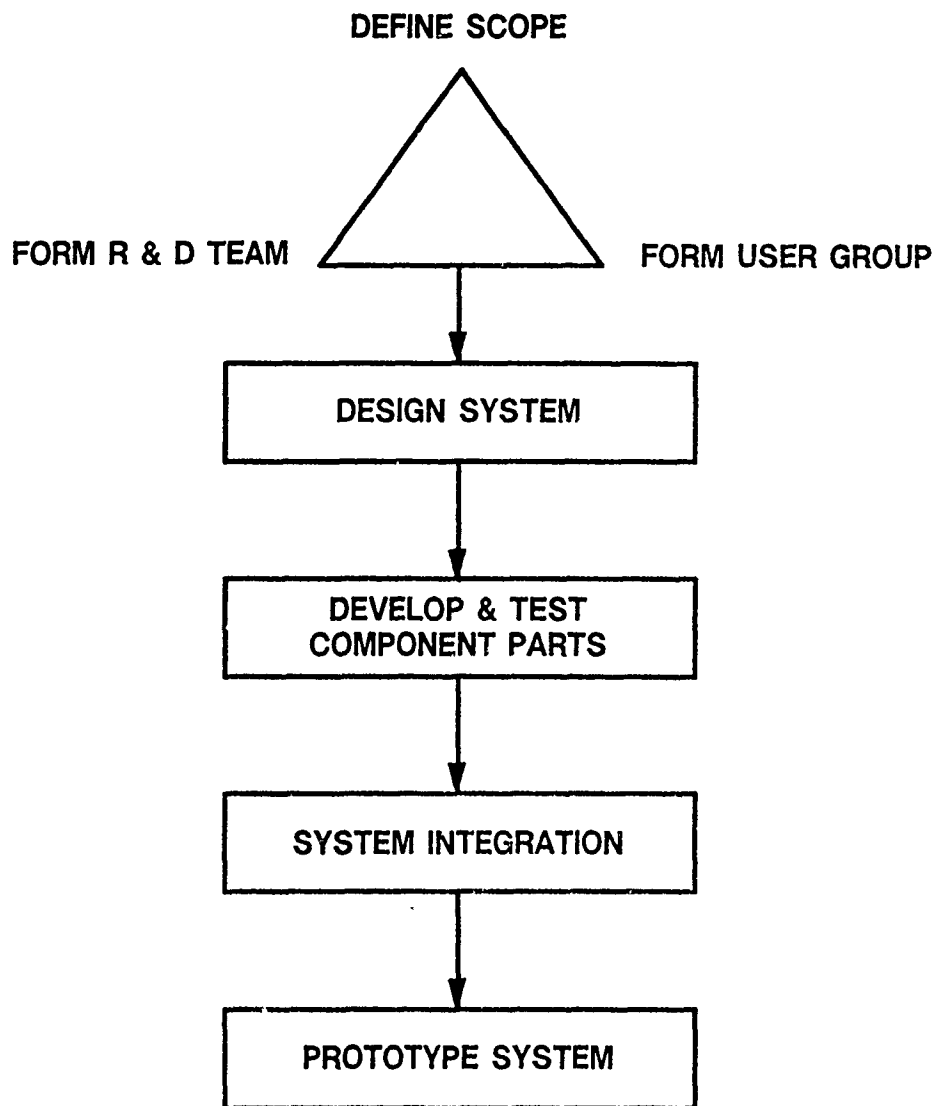 DEFINE SCOPE
FORM R & D TEAM
FORM USER GROUP
DESIGN SYSTEM
DEVELOP & TEST
COMPONENT PARTS
SYSTEM INTEGRATION
PROTOTYPE SYSTEM